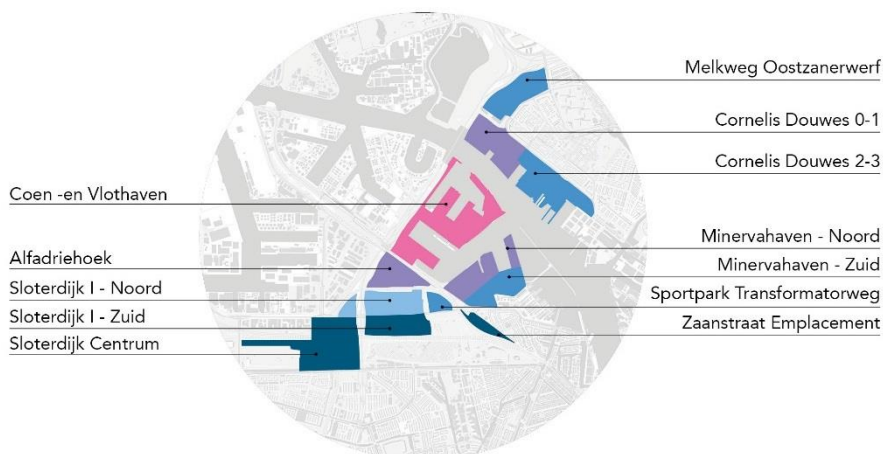 Melkweg Oostzanerwerf
Cornelis Douwes 0-1
Cornelis Douwes 2-3
Coen -en Vlothaven
Minervahaven - Noord
Alfadriehoek
Minervahaven - Zuid
Sloterdijk I - Noord
Sportpark Transformatorweg
Sloterdijk I - Zuid
Zaanstraat Emplacement
Sloterdijk Centrum